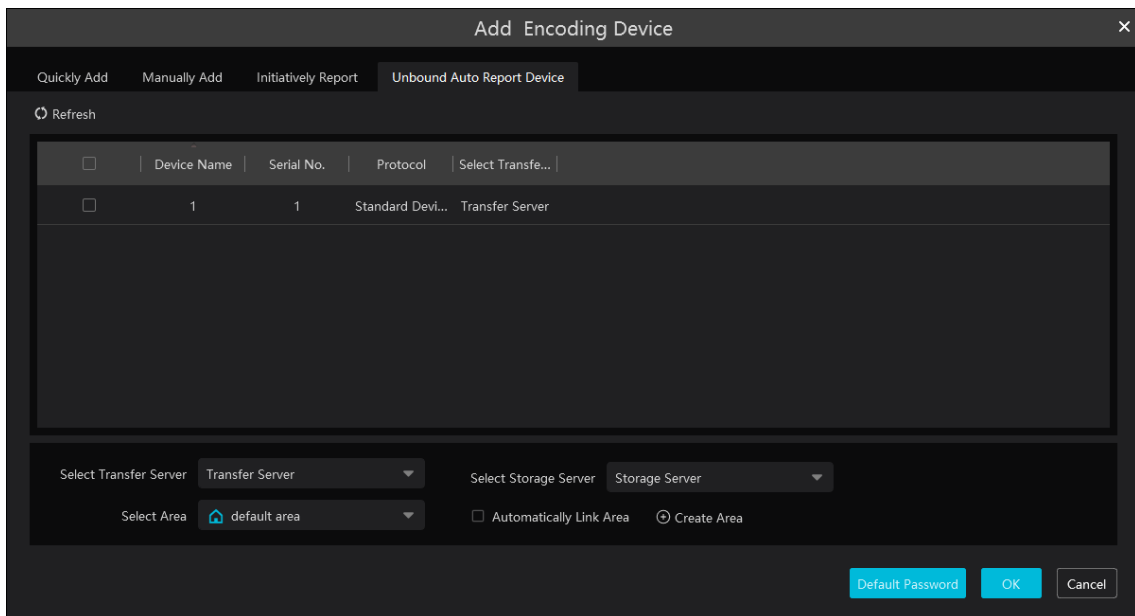 Add Encoding Device
Quickly Add Manually Add Initiatively Report Unbound Auto Report Device
Refresh
Device Name Serial No. Protocol Select Transfe...
1 1 Standard Devi... Transfer Server
Select Transfer Server Transfer Server Select Storage Server Storage Server
Select Area default area Automatically Link Area Create Area
Default Password OK Cancel